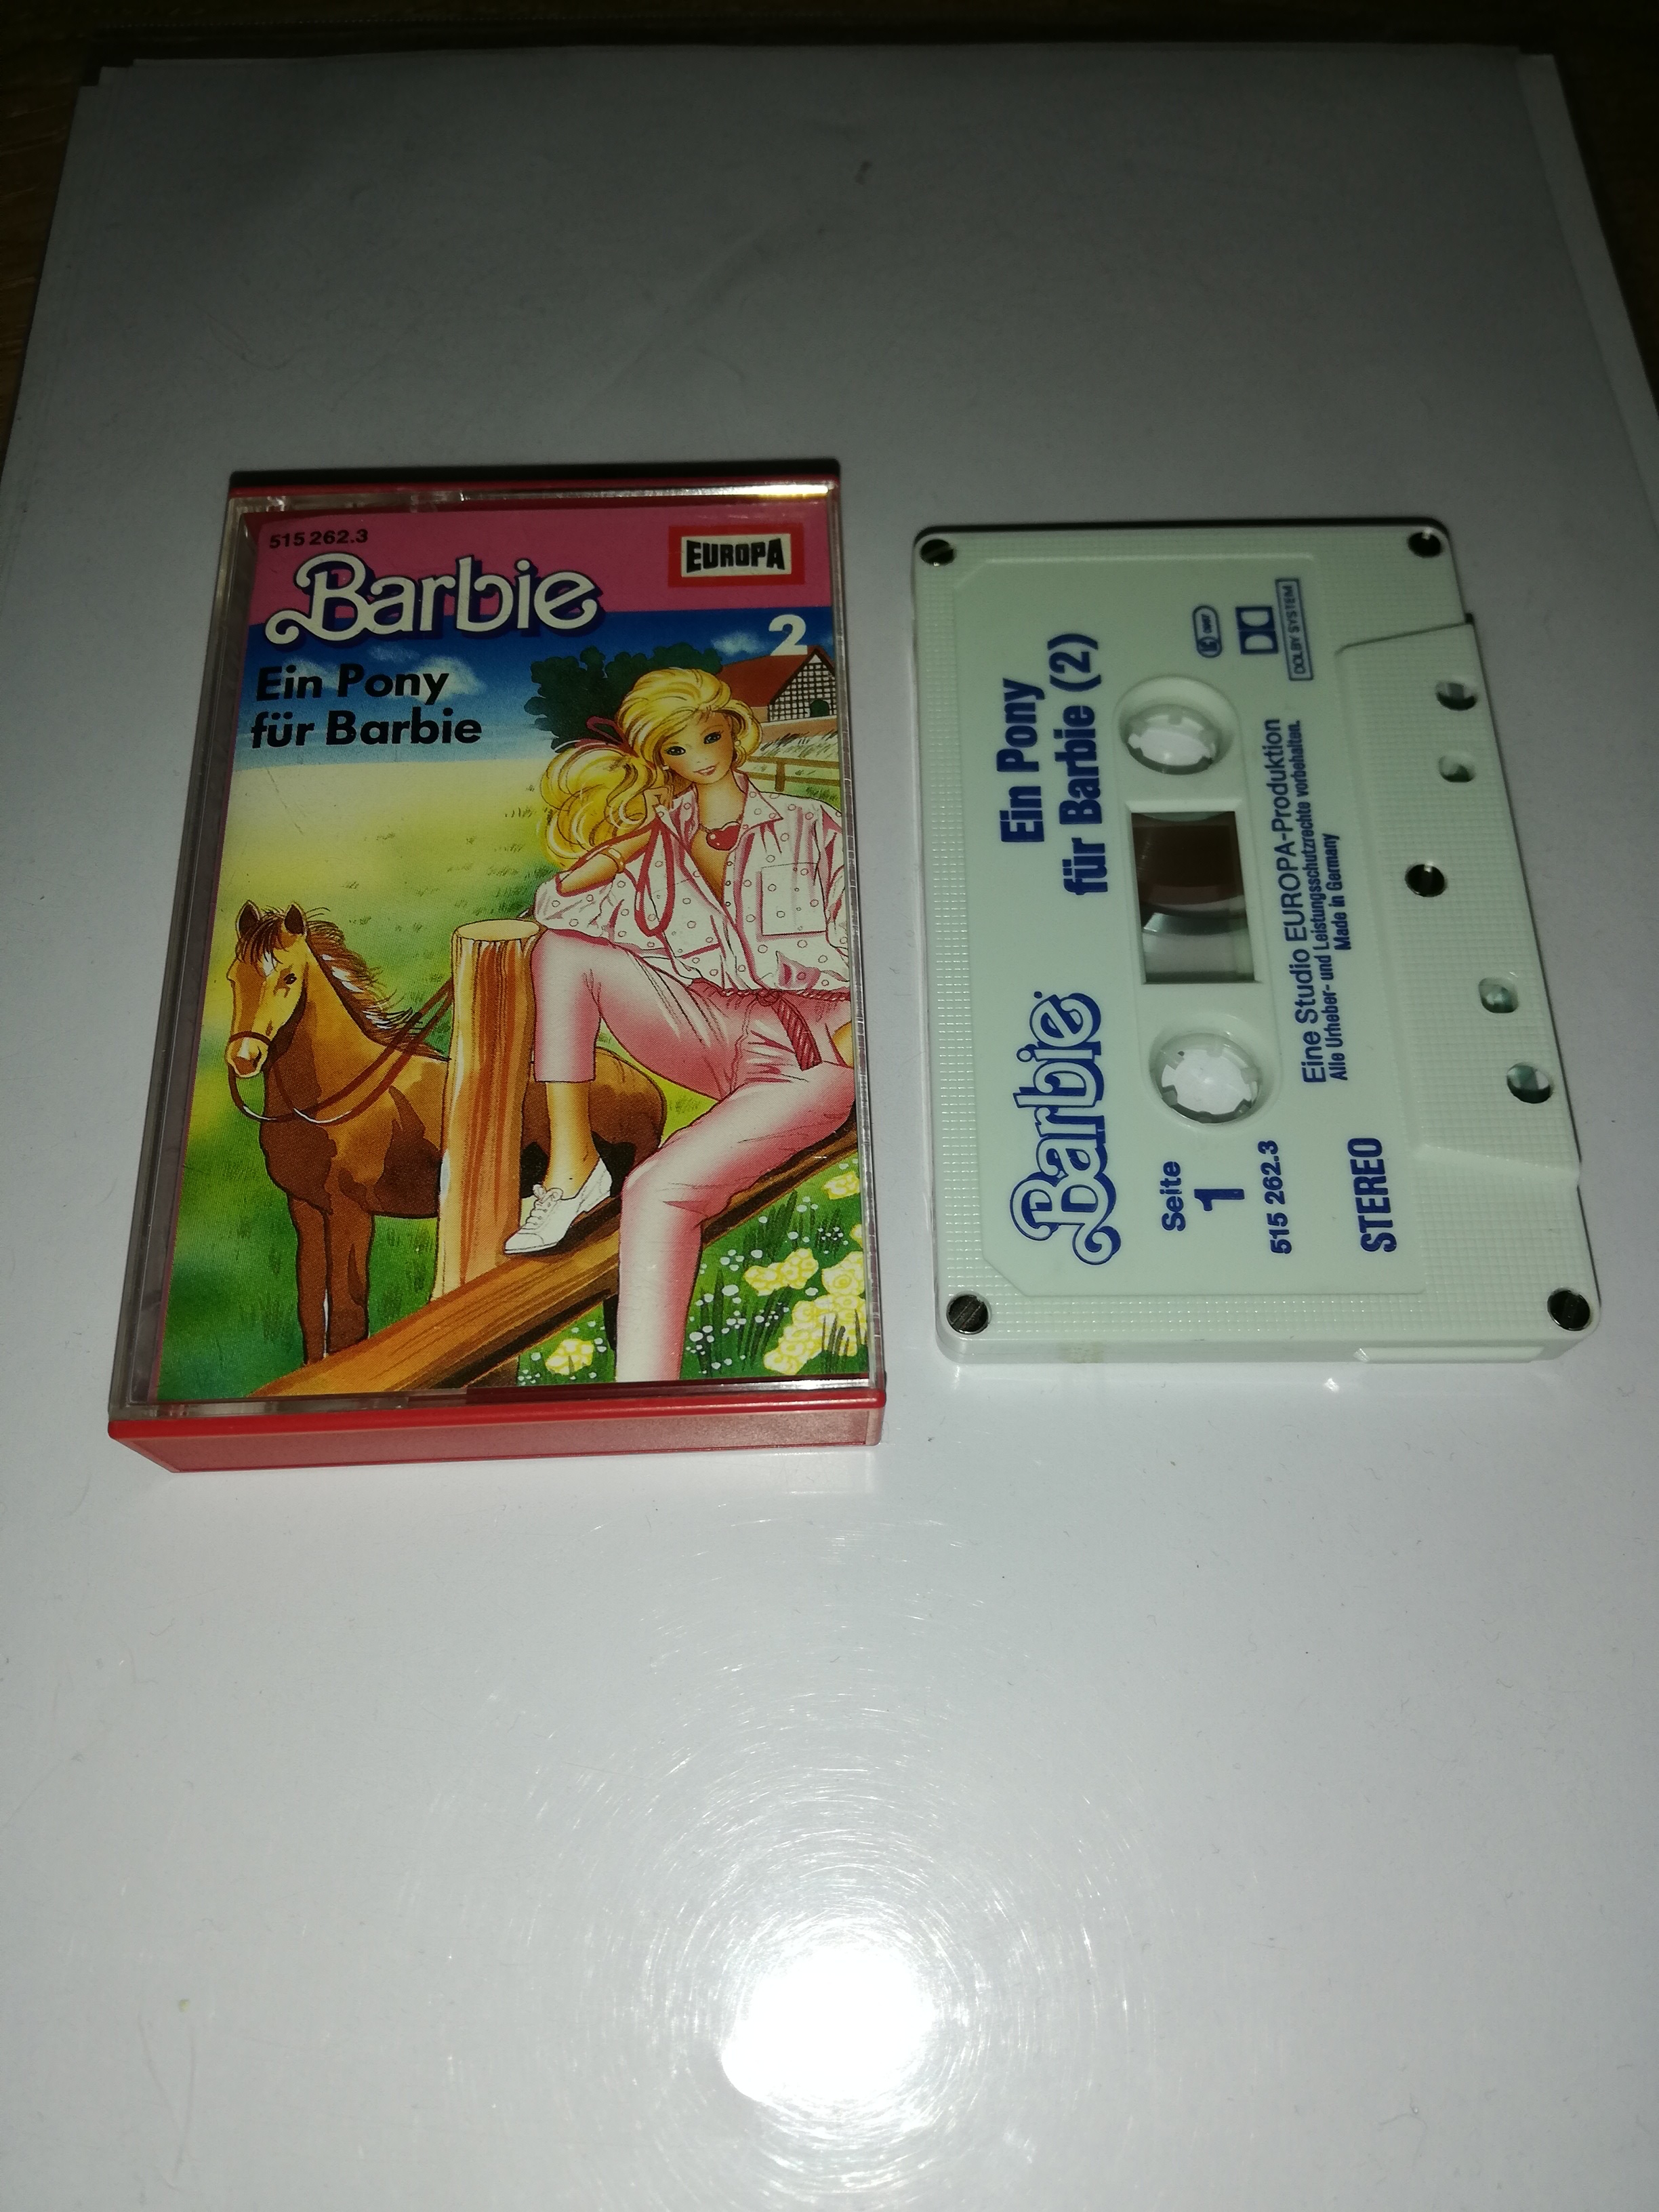 515 262.3
EUROPA
Barbie
2
Ein Pony
für Barbie
Barbie
Ein Pony
für Barbie (2)
Seite
1
515 262.3
STEREO
DOLBY SYSTEM
Eine Studio EUROPA-Produktion
Alle Urheber- und Leistungsschutzrechte vorbehalten.
Made in Germany